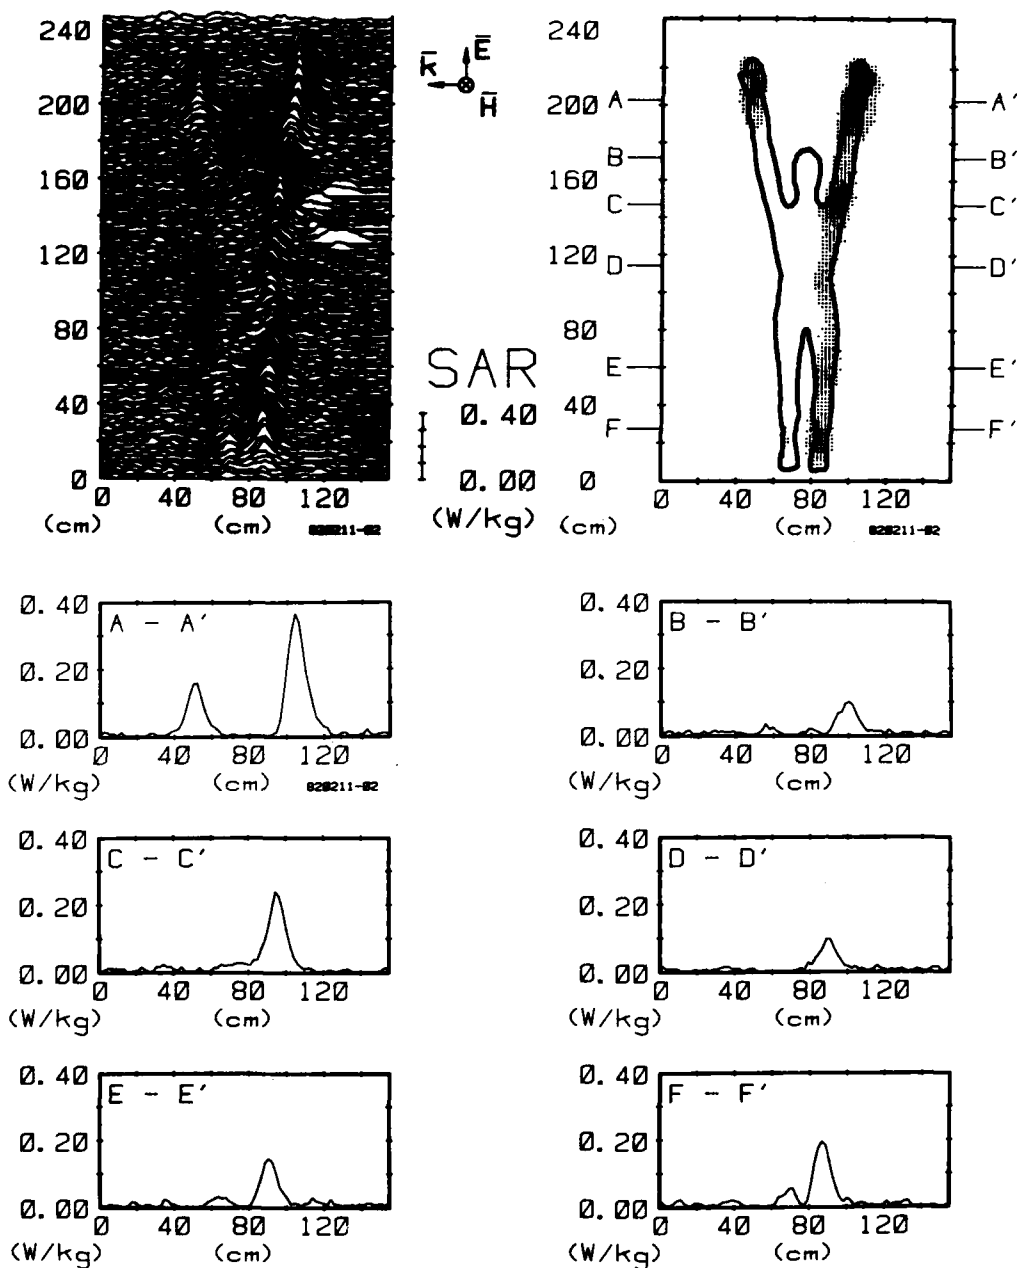 240
200
160
120
80
40
0
0 40 80 120
(cm) (cm) 820211-02
E
k
H
SAR
0.40
0.00
(W/kg)
240
200
160
120
80
40
0
A A'
B B'
C C'
D D'
E E'
F F'
0 40 80 120
(cm) (cm) 820211-02
A - A'
0.40
0.20
0.00
0 40 80 120
(W/kg) (cm) 820211-02
B - B'
0.40
0.20
0.00
0 40 80 120
(W/kg) (cm)
C - C'
0.40
0.20
0.00
0 40 80 120
(W/kg) (cm)
D - D'
0.40
0.20
0.00
0 40 80 120
(W/kg) (cm)
E - E'
0.40
0.20
0.00
0 40 80 120
(W/kg) (cm)
F - F'
0.40
0.20
0.00
0 40 80 120
(W/kg) (cm)